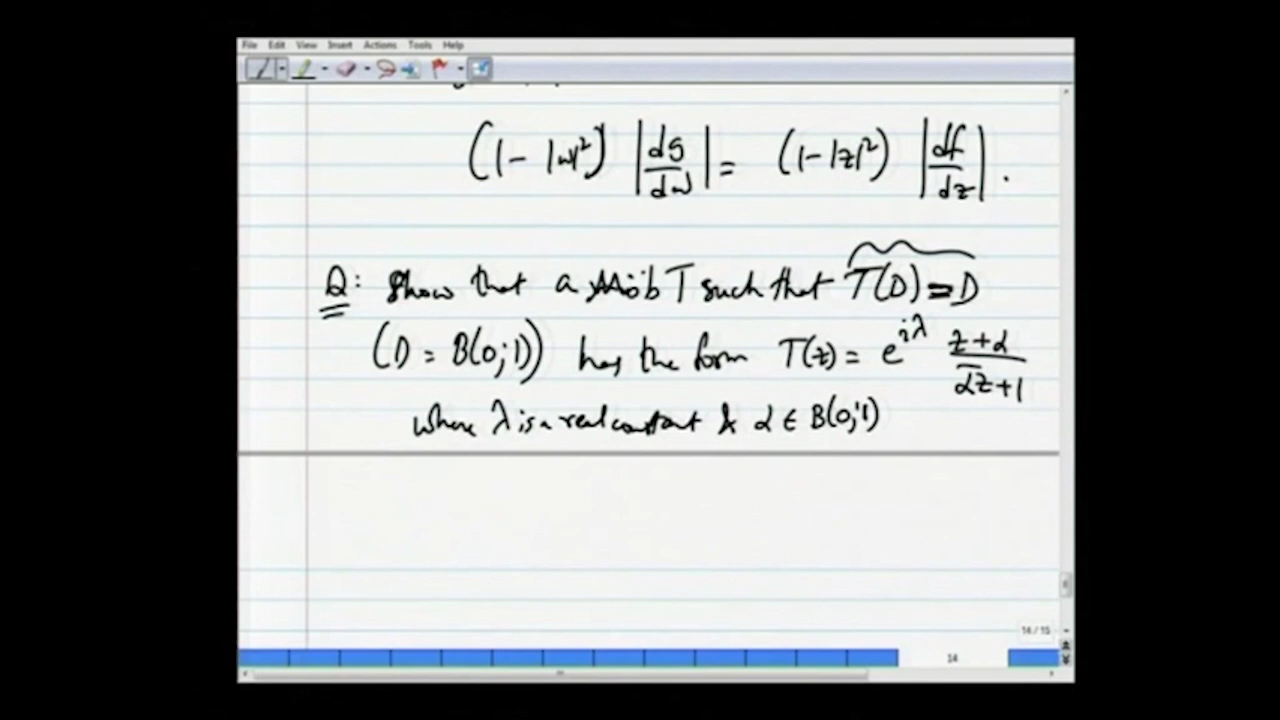 File Edit View Insert Actions Tools Help
(1 - |w|²) |dg/dw| = (1 - |z|²) |df/dz| .
Q: Show that a Möb T such that T(D) = D
(D = B(0;1)) has the form T(z) = e^{iλ} (z+α)/(ᾱz+1)
where λ is a real constant & α ∈ B(0;1)
14 / 15
14